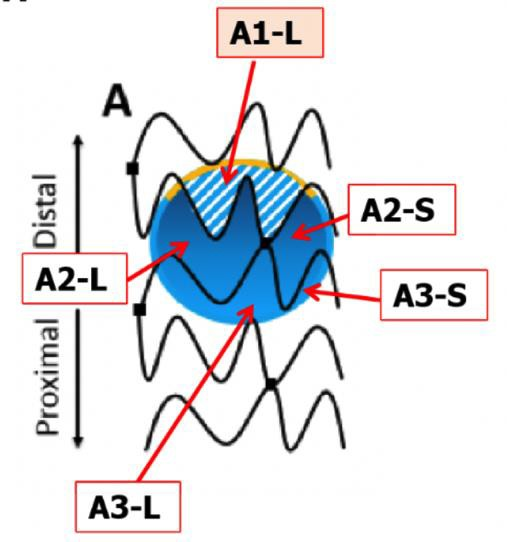 A1-L
A
Distal
A2-S
A2-L
A3-S
Proximal
A3-L